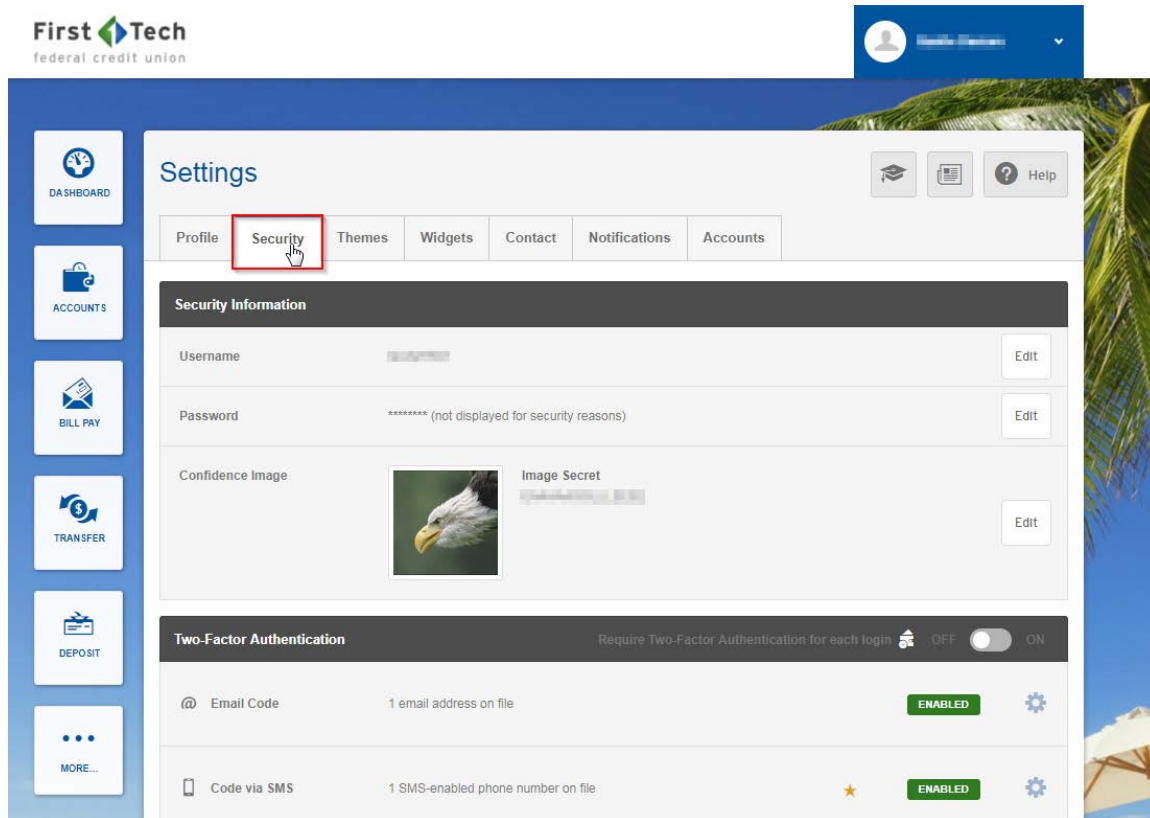 First Tech
federal credit union
DASHBOARD
ACCOUNTS
BILL PAY
TRANSFER
DEPOSIT
MORE...
Settings
Help
Profile Security Themes Widgets Contact Notifications Accounts
Security Information
Username Edit
Password ******** (not displayed for security reasons) Edit
Confidence Image Image Secret
Edit
Two-Factor Authentication Require Two-Factor Authentication for each login OFF ON
@ Email Code 1 email address on file ENABLED
Code via SMS 1 SMS-enabled phone number on file ENABLED